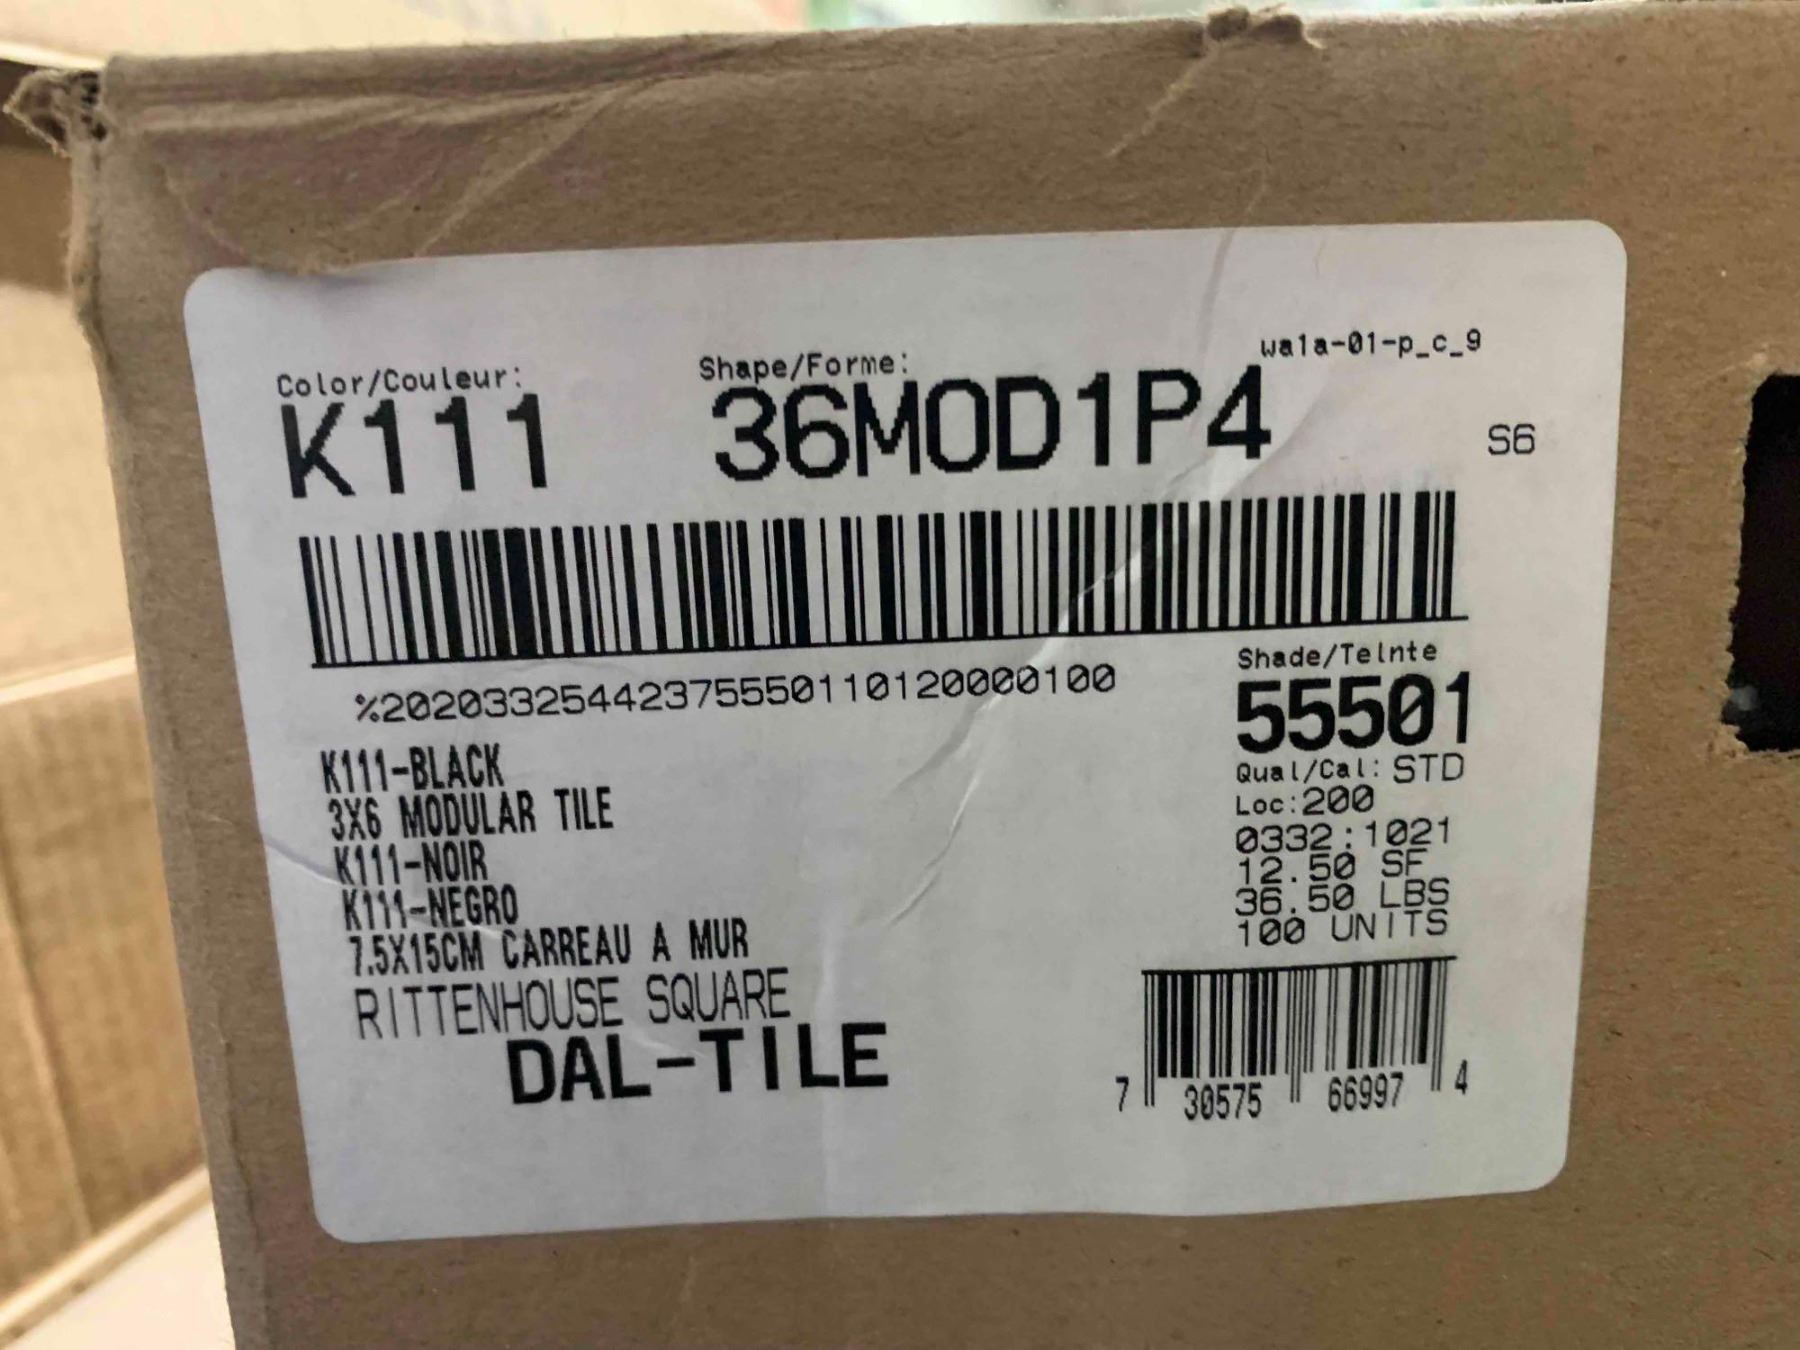 wa1a-01-p_c_9
Color/Couleur: Shape/Forme:
K111 36MOD1P4
S6
%20203325442375550110120000100
Shade/Teinte
55501
Qual/Cal: STD
Loc:200
0332:1021
12.50 SF
36.50 LBS
100 UNITS
K111-BLACK
3X6 MODULAR TILE
K111-NOIR
K111-NEGRO
7.5X15CM CARREAU A MUR
RITTENHOUSE SQUARE
DAL-TILE
7 30575 66997 4